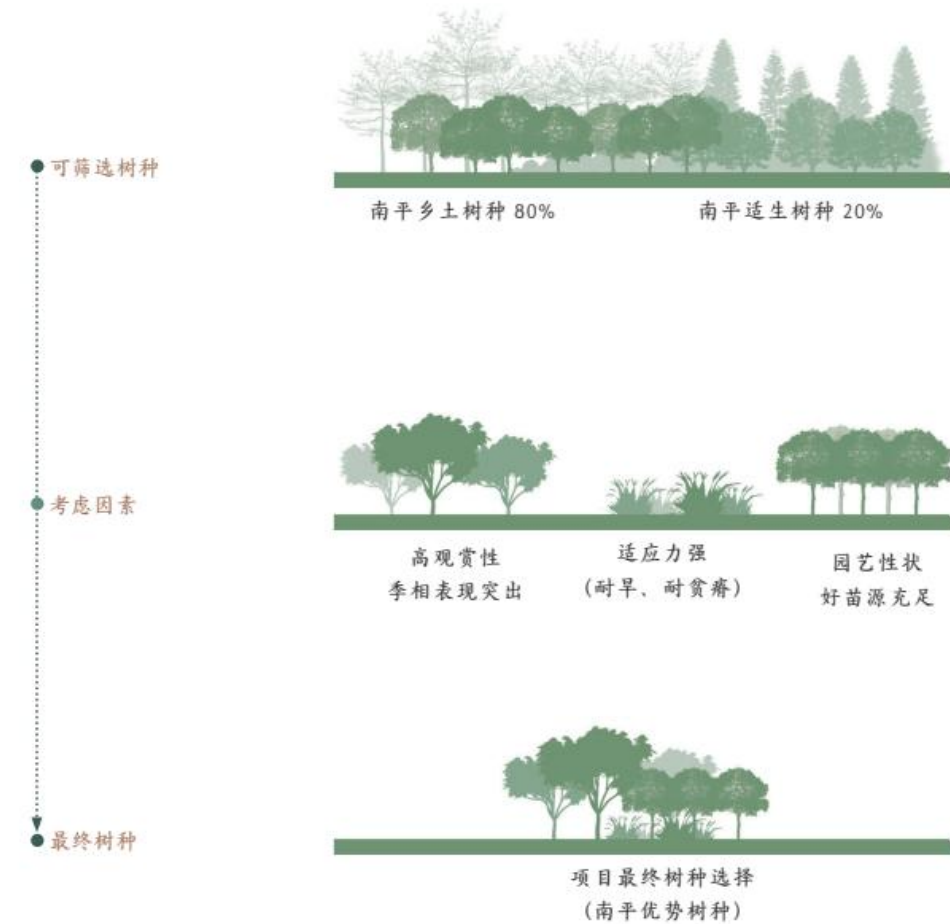 可筛选树种
南平乡土树种 80%
南平适生树种 20%
考虑因素
高观赏性
季相表现突出
适应力强
(耐旱、耐贫瘠)
园艺性状
好苗源充足
最终树种
项目最终树种选择
(南平优势树种)